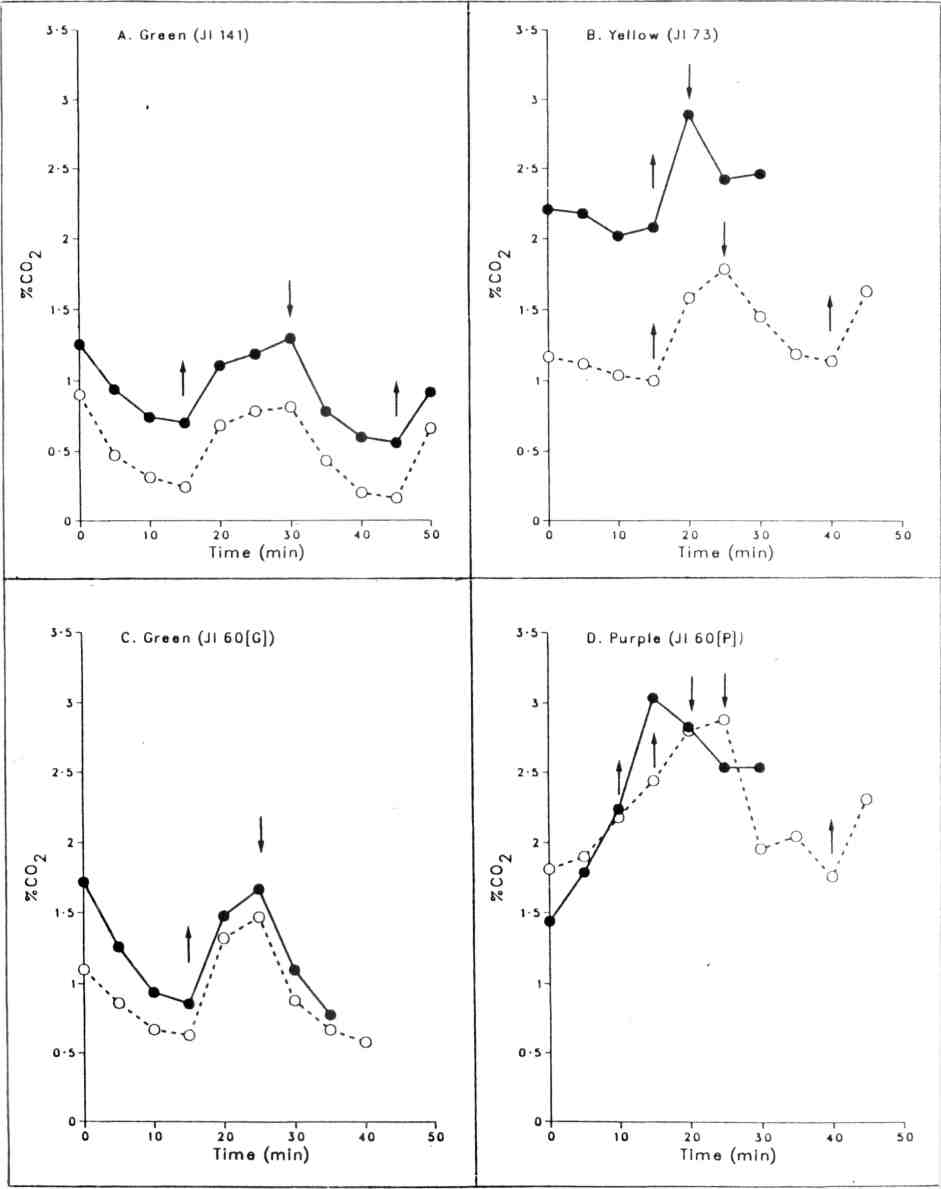 A. Green (JI 141)
3·5
3
2·5
2
1·5
1
0·5
0
%CO2
0 10 20 30 40 50
Time (min)
B. Yellow (JI 73)
3·5
3
2·5
2
1·5
1
0·5
0
%CO2
0 10 20 30 40 50
Time (min)
C. Green (JI 60[G])
3·5
3
2·5
2
1·5
1
0·5
0
%CO2
0 10 20 30 40 50
Time (min)
D. Purple (JI 60[P])
3·5
3
2·5
2
1·5
1
0·5
0
%CO2
0 10 20 30 40 50
Time (min)